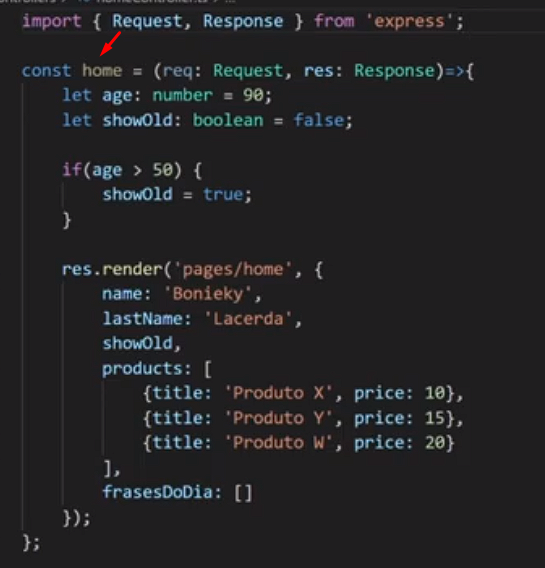 import { Request, Response } from 'express';
const home = (req: Request, res: Response)=>{
let age: number = 90;
let showOld: boolean = false;
if(age > 50) {
showOld = true;
}
res.render('pages/home', {
name: 'Bonieky',
lastName: 'Lacerda',
showOld,
products: [
{title: 'Produto X', price: 10},
{title: 'Produto Y', price: 15},
{title: 'Produto W', price: 20}
],
frasesDoDia: []
});
};